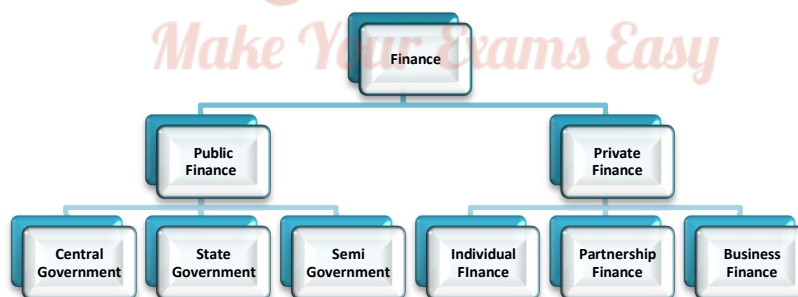 Make Your Exams Easy
Finance
Public
Finance
Private
Finance
Central
Government
State
Government
Semi
Government
Individual
FInance
Partnership
Finance
Business
Finance